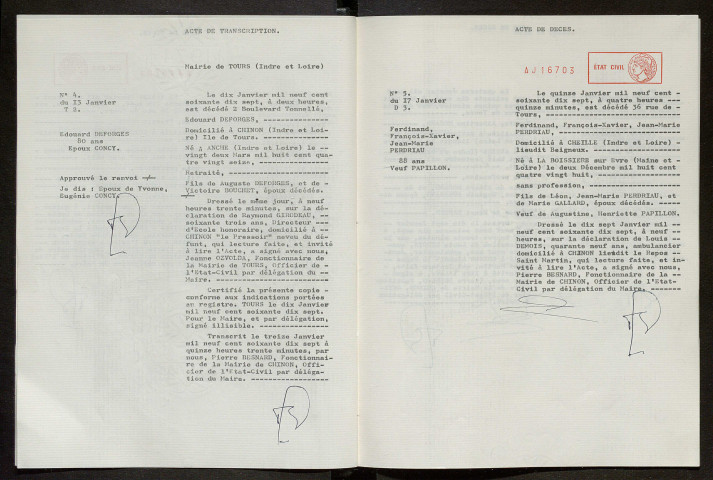 ACTE DE TRANSCRIPTION.
Mairie de TOURS (Indre et Loire)
N° 4.
du 13 Janvier
T 2.
Edouard DEFORGES
80 ans
Epoux CONCY.
Approuvé le renvoi
Je dis : Epoux de Yvonne,
Eugénie CONCY.
Le dix Janvier mil neuf cent
soixante dix sept, à deux heures,
est décédé 2 Boulevard Tonnellé,
Edouard DEFORGES,
Domicilié à CHINON (Indre et Loi-
re) Ile de Tours.
Né à ANCHE (Indre et Loire) le --
vingt deux Mars mil huit cent qua
tre vingt seize,
Retraité,
Fils de Auguste DEFORGES, et de -
Victoire BOUCHET, époux décédés.
Dressé le même jour, à neuf
heures trente minutes, sur la dé-
claration de Raymond GIRODEAU, --
soixante trois ans, Directeur ---
d'Ecole honoraire, domicilié à --
CHINON "le Pressoir" neveu du dé-
funt, qui lecture faite, et invité
à lire l'Acte, a signé avec nous,
Jeanne OZVOLDA, Fonctionnaire de
la Mairie de TOURS, Officier de -
l'Etat-Civil par délégation du --
Maire.
Certifié la présente copie -
conforme aux indications portées
au registre. TOURS le dix Janvier
mil neuf cent soixante dix sept.
Pour le Maire, et par délégation,
signé illisible.
Transcrit le treize Janvier
mil neuf cent soixante dix sept à
quinze heures trente minutes, par
nous, Pierre BESNARD, Fonctionnai-
re de la Mairie de CHINON, Offi-
cier de l'Etat-Civil par déléga-
tion du Maire.
ACTE DE DECES.
AJ16703
ÉTAT CIVIL
N° 5.
du 17 Janvier
D 3.
Ferdinand,
François-Xavier,
Jean-Marie
PERDRIAU
88 ans
Veuf PAPILLON.
Le quinze Janvier mil neuf cent -
soixante dix sept, à quatre heures ---
quinze minutes, est décédé 36 rue de -
Tours,
Ferdinand, François-Xavier, Jean-Marie
PERDRIAU,
Domicilié à CHEILLE (Indre et Loire) -
lieudit Beigneux.
Né à LA BOISSIERE sur Evre (Maine et -
Loire) le deux Décembre mil huit cent
quatre vingt huit,
sans profession,
Fils de Léon, Jean-Marie PERDRIAU, et
de Marie GALLARD, époux décédés.
Veuf de Augustine, Henriette PAPILLON.
Dressé le dix sept Janvier mil --
neuf cent soixante dix sept, à neuf --
heures, sur la déclaration de Louis --
DEMOIS, quarante neuf ans, ambulancier
domicilié à CHINON lieudit le Repos --
Saint Martin, qui lecture faite, et in-
vité à lire l'Acte, a signé avec nous,
Pierre BESNARD, Fonctionnaire de la --
Mairie de CHINON, Officier de l'Etat-
Civil par délégation du Maire.